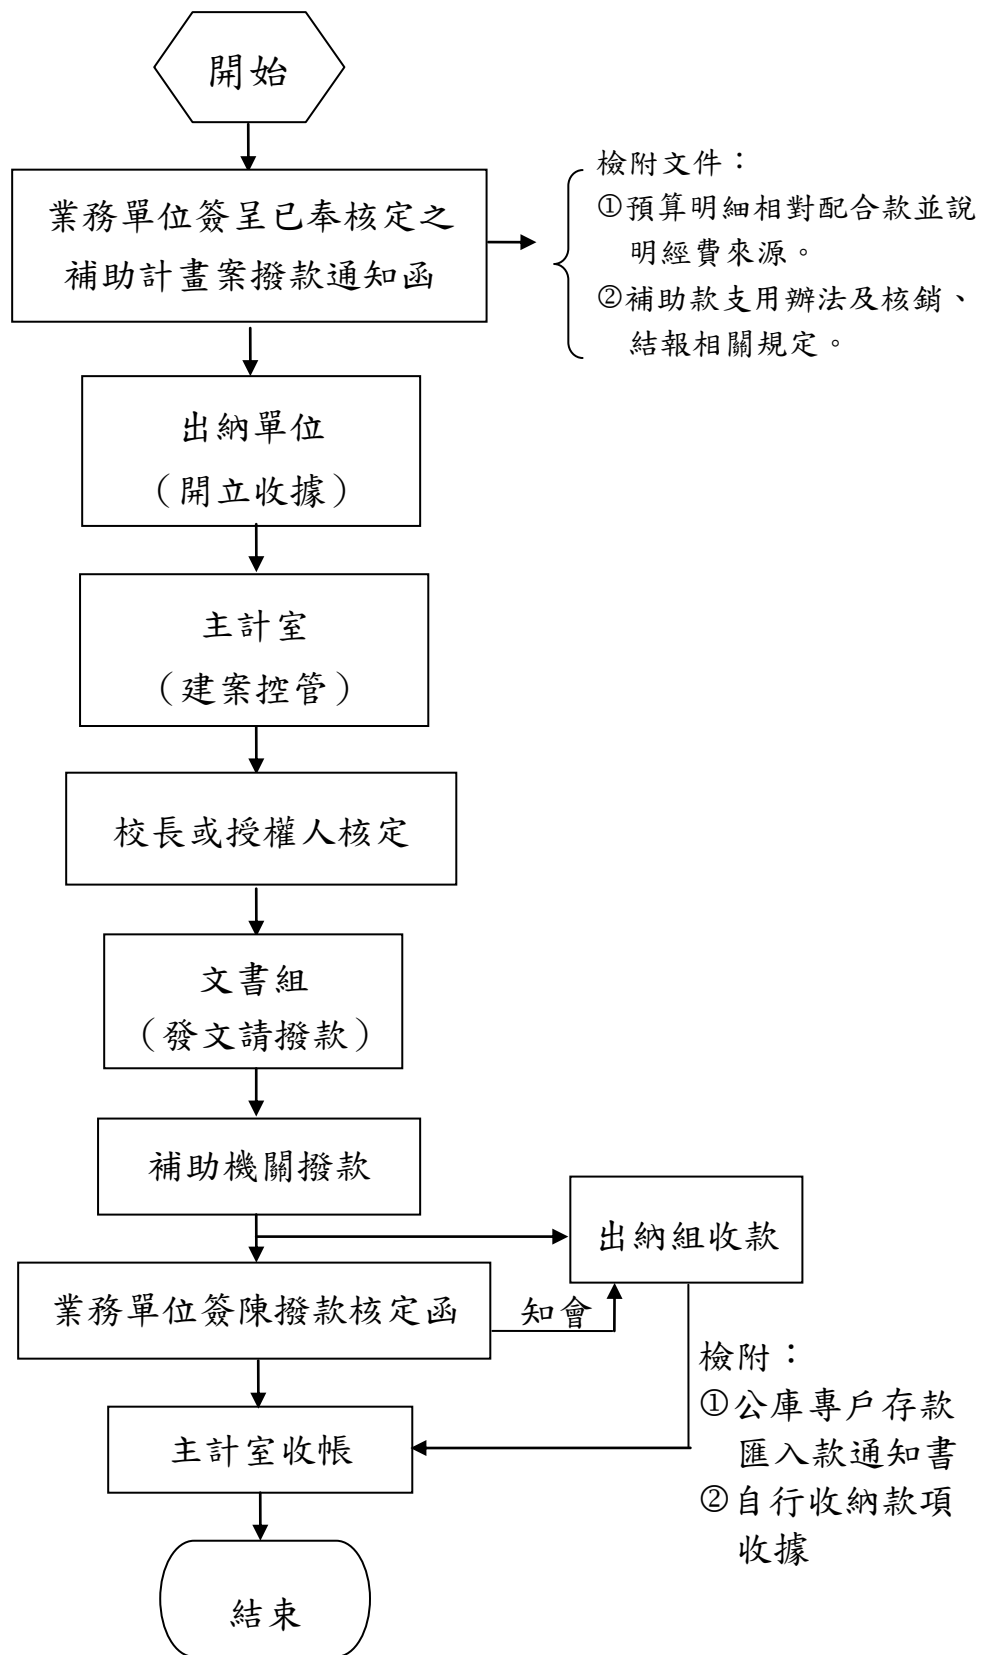 開始
業務單位簽呈已奉核定之
補助計畫案撥款通知函
檢附文件：
①預算明細相對配合款並說
明經費來源。
②補助款支用辦法及核銷、
結報相關規定。
出納單位
（開立收據）
主計室
（建案控管）
校長或授權人核定
文書組
（發文請撥款）
補助機關撥款
出納組收款
業務單位簽陳撥款核定函
知會
檢附：
①公庫專戶存款
匯入款通知書
②自行收納款項
收據
主計室收帳
結束